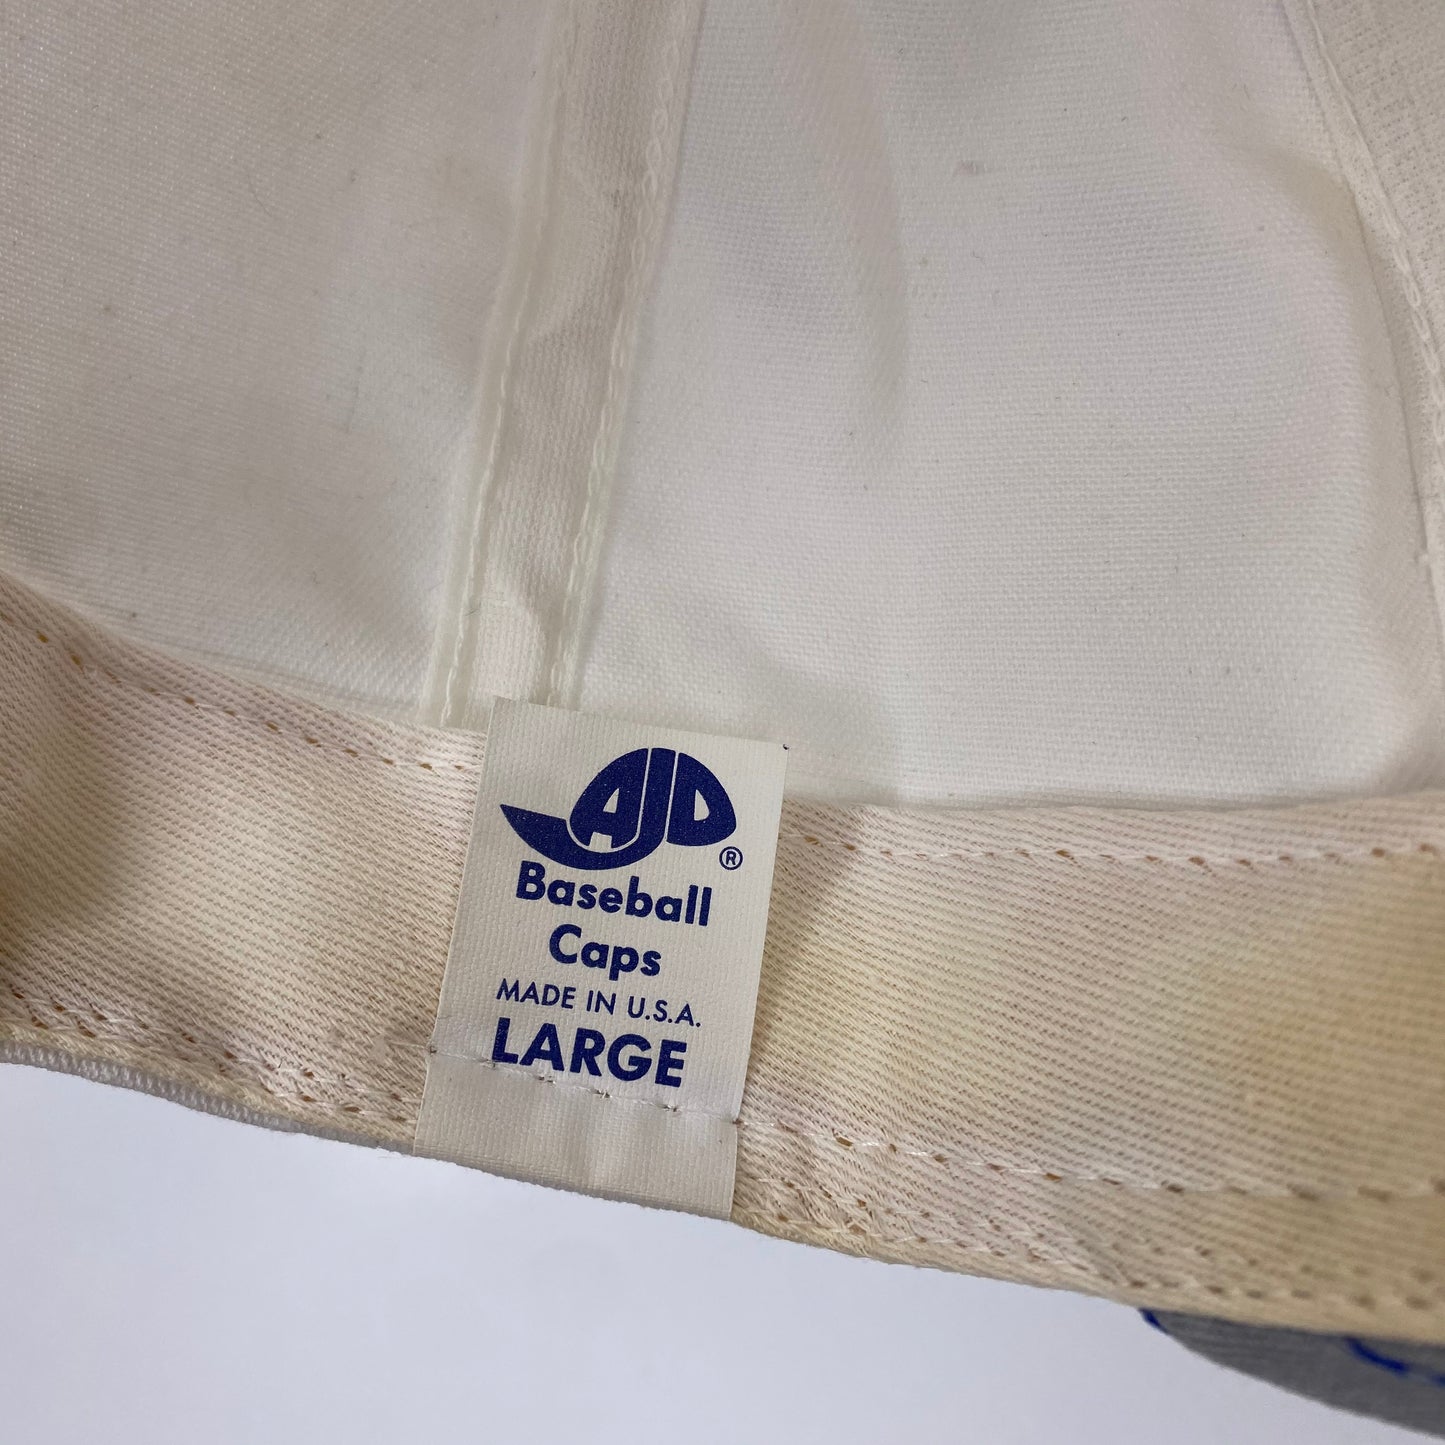 AJD
®
Baseball
Caps
MADE IN U.S.A.
LARGE